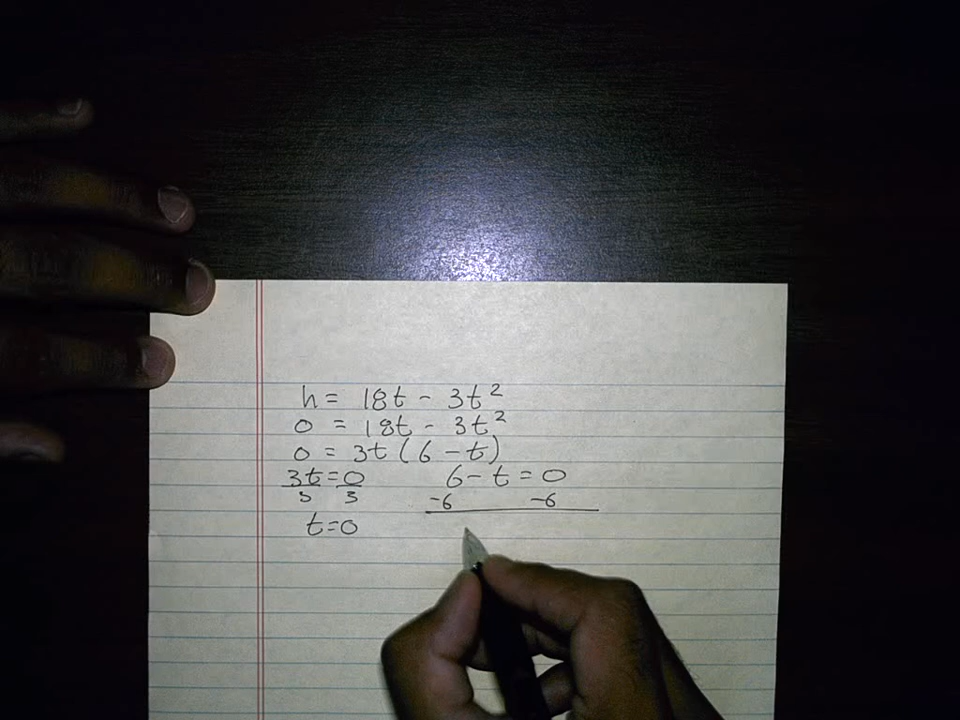 h = 18t - 3t²
0 = 18t - 3t²
0 = 3t (6 - t)
3t = 0 6 - t = 0
3 3 -6 -6
t = 0